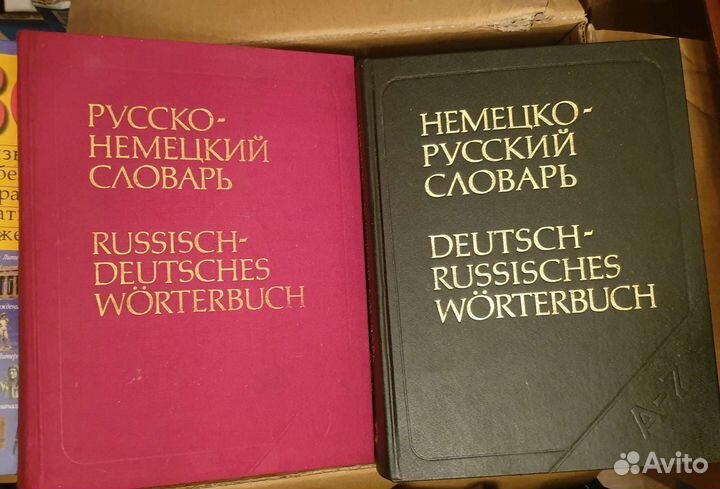 РУССКО-
НЕМЕЦКИЙ
СЛОВАРЬ
RUSSISCH-
DEUTSCHES
WÖRTERBUCH
НЕМЕЦКО-
РУССКИЙ
СЛОВАРЬ
DEUTSCH-
RUSSISCHES
WÖRTERBUCH
A-Z
Avito